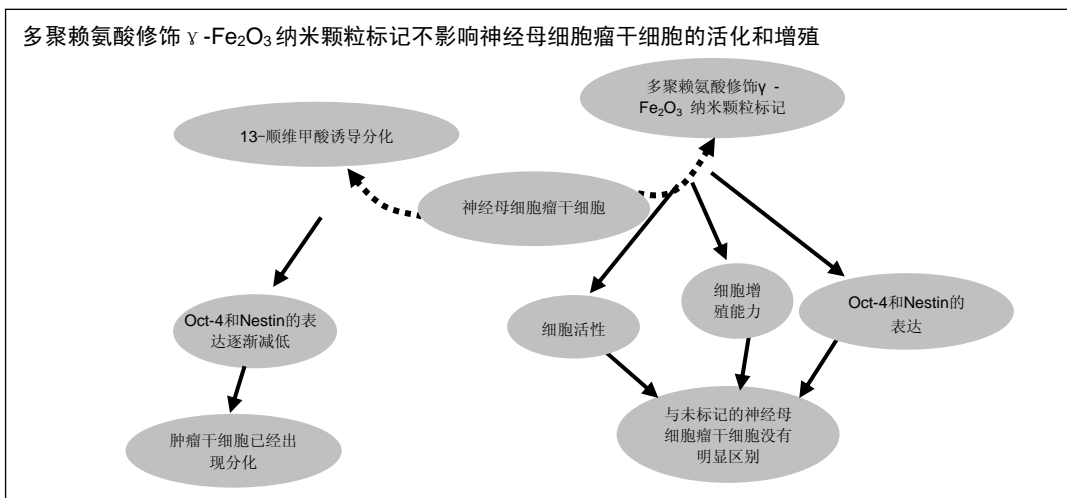 多聚赖氨酸修饰γ-Fe₂O₃纳米颗粒标记不影响神经母细胞瘤干细胞的活化和增殖
多聚赖氨酸修饰γ -
Fe₂O₃ 纳米颗粒标记
13-顺维甲酸诱导分化
神经母细胞瘤干细胞
Oct-4和Nestin的表
达逐渐减低
细胞活性
细胞增
殖能力
Oct-4和Nestin的
表达
肿瘤干细胞已经出
现分化
与未标记的神经母
细胞瘤干细胞没有
明显区别